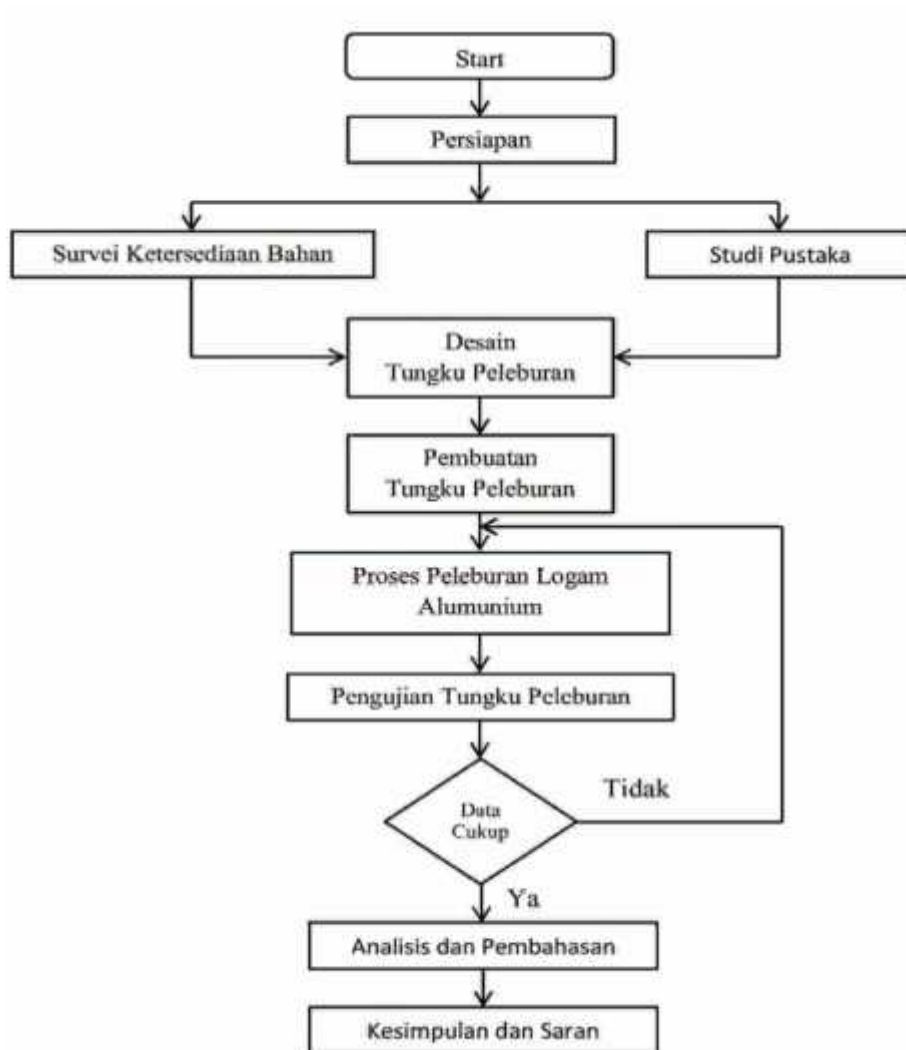 Start
Persiapan
Survei Ketersediaan Bahan
Studi Pustaka
Desain
Tungku Peleburan
Pembuatan
Tungku Peleburan
Proses Peleburan Logam
Alumunium
Pengujian Tungku Peleburan
Data
Cukup
Tidak
Ya
Analisis dan Pembahasan
Kesimpulan dan Saran